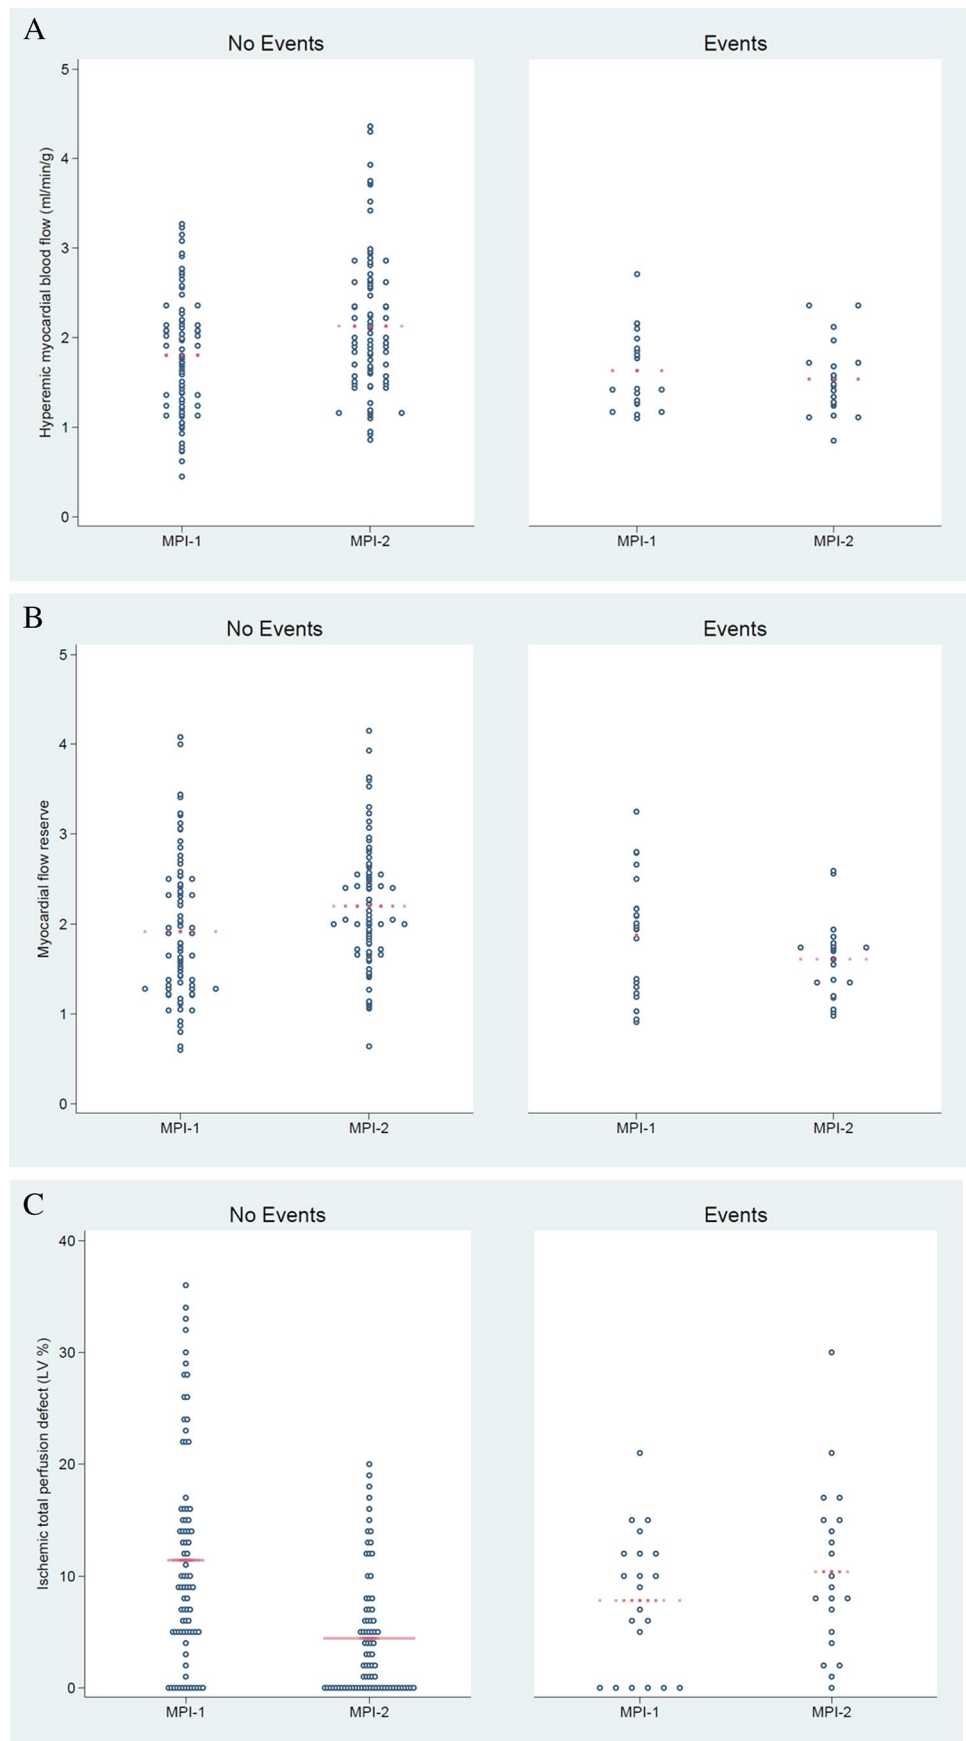 A
No Events
Events
Hyperemic myocardial blood flow (ml/min/g)
5
4
3
2
1
0
MPI-1
MPI-2
MPI-1
MPI-2
B
No Events
Events
Myocardial flow reserve
5
4
3
2
1
0
MPI-1
MPI-2
MPI-1
MPI-2
C
No Events
Events
Ischemic total perfusion defect (LV %)
40
30
20
10
0
MPI-1
MPI-2
MPI-1
MPI-2